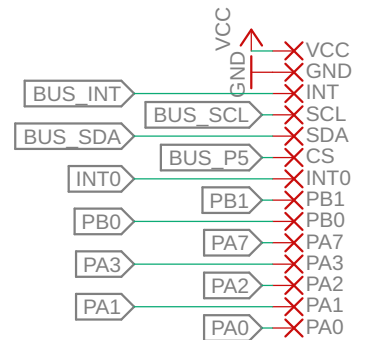 VCC
VCC
GND
GND
BUS_INT
INT
BUS_SCL
SCL
BUS_SDA
SDA
BUS_P5
CS
INT0
INT0
PB1
PB1
PB0
PB0
PA7
PA7
PA3
PA3
PA2
PA2
PA1
PA1
PA0
PA0